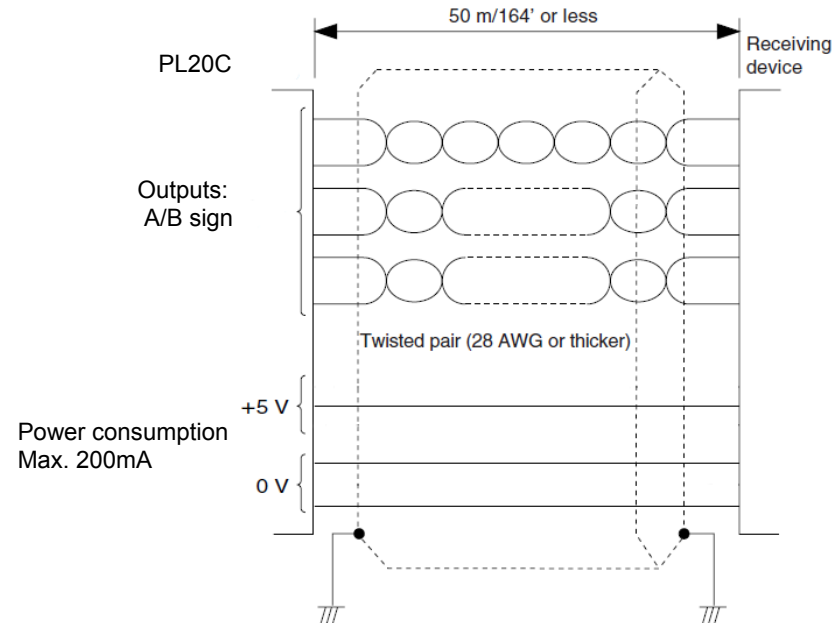 50 m/164' or less
Receiving
device
PL20C
Outputs:
A/B sign
Twisted pair (28 AWG or thicker)
+5 V
Power consumption
Max. 200mA
0 V